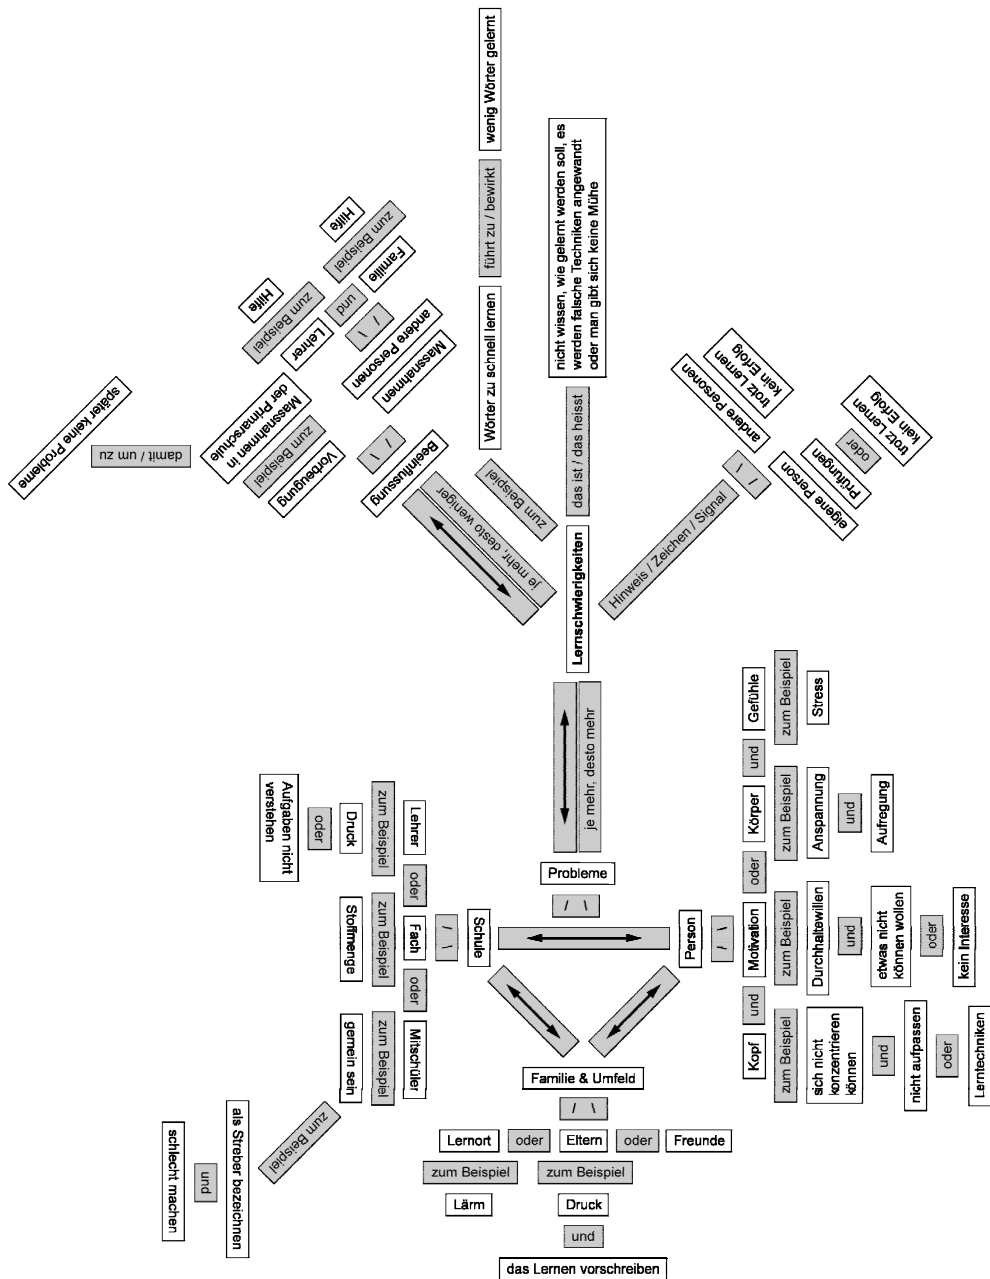 wenig Wörter gelernt
führt zu / bewirkt
Wörter zu schnell lernen
zum Beispiel
nicht wissen, wie gelernt werden soll, es
werden falsche Techniken angewandt
oder man gibt sich keine Mühe
das ist / das heisst
Lernschwierigkeiten
Hilfe
zum Beispiel
Familie
und
Hilfe
zum Beispiel
Lehrer
/ \
andere Personen
Massnahmen
später keine Probleme
damit / um zu
Massnahmen in
der Primarschule
zum Beispiel
Vorbeugung
/ \
Beeinflussung
je mehr, desto weniger
trotz Lernen
kein Erfolg
andere Personen
trotz Lernen
kein Erfolg
oder
Prüfungen
eigene Person
/ \
Hinweis / Zeichen / Signal
je mehr, desto mehr
Probleme
/ \
Schule
/ \
Lehrer
zum Beispiel
Druck
oder
Aufgaben nicht
verstehen
oder
Fach
zum Beispiel
Stoffmenge
oder
Mitschüler
zum Beispiel
gemein sein
zum Beispiel
als Streber bezeichnen
und
schlecht machen
Person
/ \
Gefühle
zum Beispiel
Stress
und
Körper
zum Beispiel
Anspannung
und
Aufregung
oder
Motivation
zum Beispiel
Durchhaltewillen
und
etwas nicht
können wollen
oder
kein Interesse
und
Kopf
zum Beispiel
sich nicht
konzentrieren
können
und
nicht aufpassen
oder
Lerntechniken
Familie & Umfeld
/ \
Lernort oder Eltern oder Freunde
zum Beispiel zum Beispiel
Lärm Druck
und
das Lernen vorschreiben